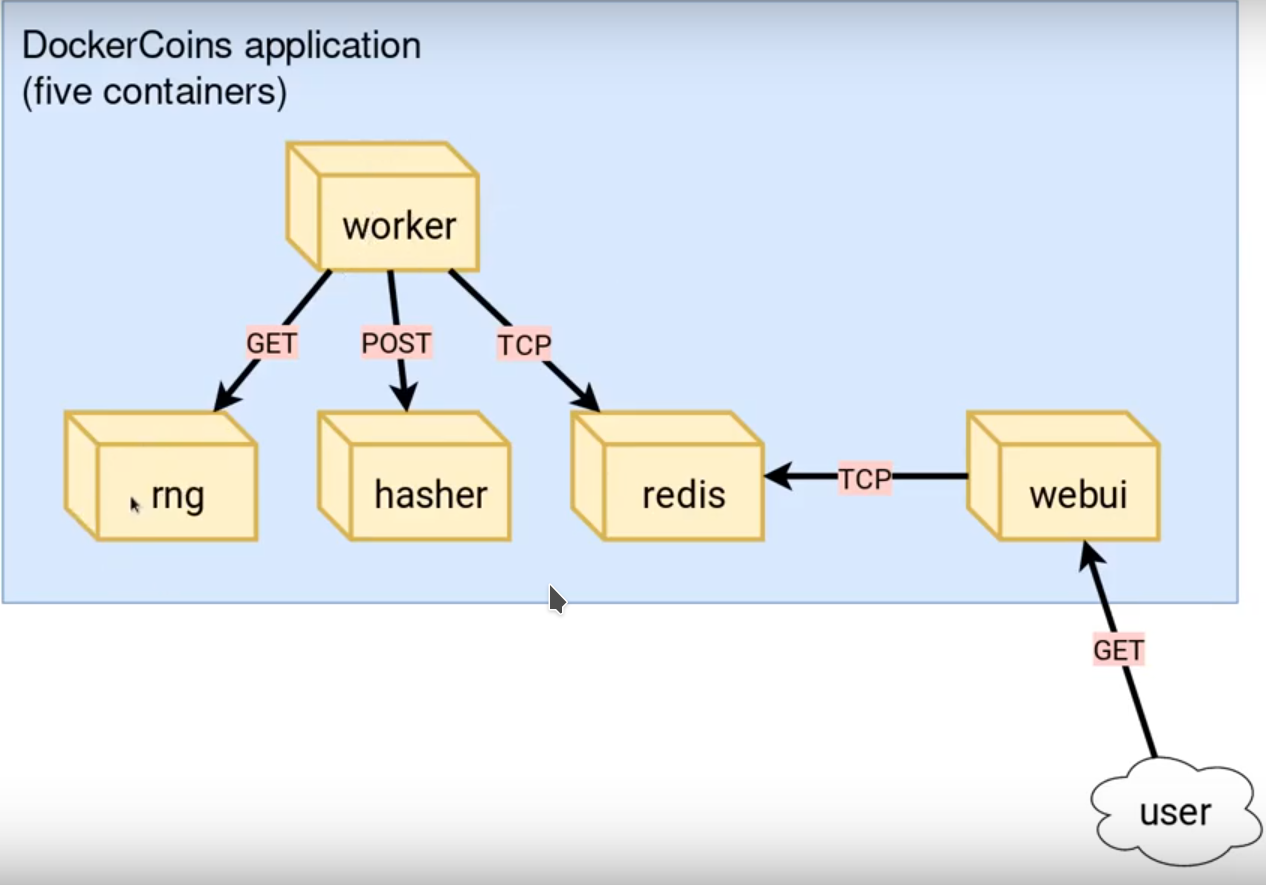 DockerCoins application
(five containers)
worker
GET
POST
TCP
rng
hasher
redis
TCP
webui
GET
user